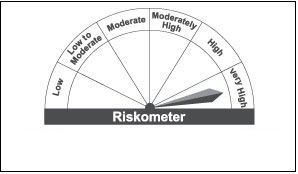 Low
Low to
Moderate
Moderate
Moderately
High
High
very High
Riskometer